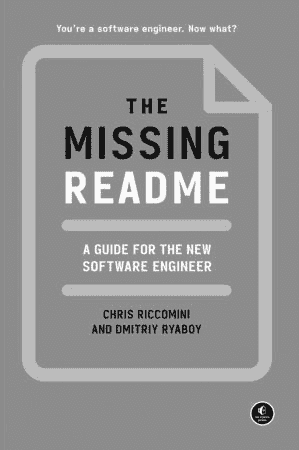 You're a software engineer. Now what?
THE
MISSING
README
A GUIDE FOR THE NEW
SOFTWARE ENGINEER
CHRIS RICCOMINI
AND DMITRIY RYABOY